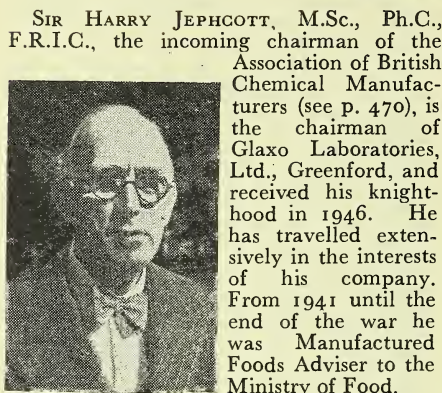 Sir Harry Jephcott, M.Sc., Ph.C.,
F.R.I.C., the incoming chairman of the
Association of British
Chemical Manufac-
turers (see p. 470), is
the chairman of
Glaxo Laboratories,
Ltd., Greenford, and
received his knight-
hood in 1946. He
has travelled exten-
sively in the interests
of his company.
From 1941 until the
end of the war he
was Manufactured
Foods Adviser to the
Ministry of Food.